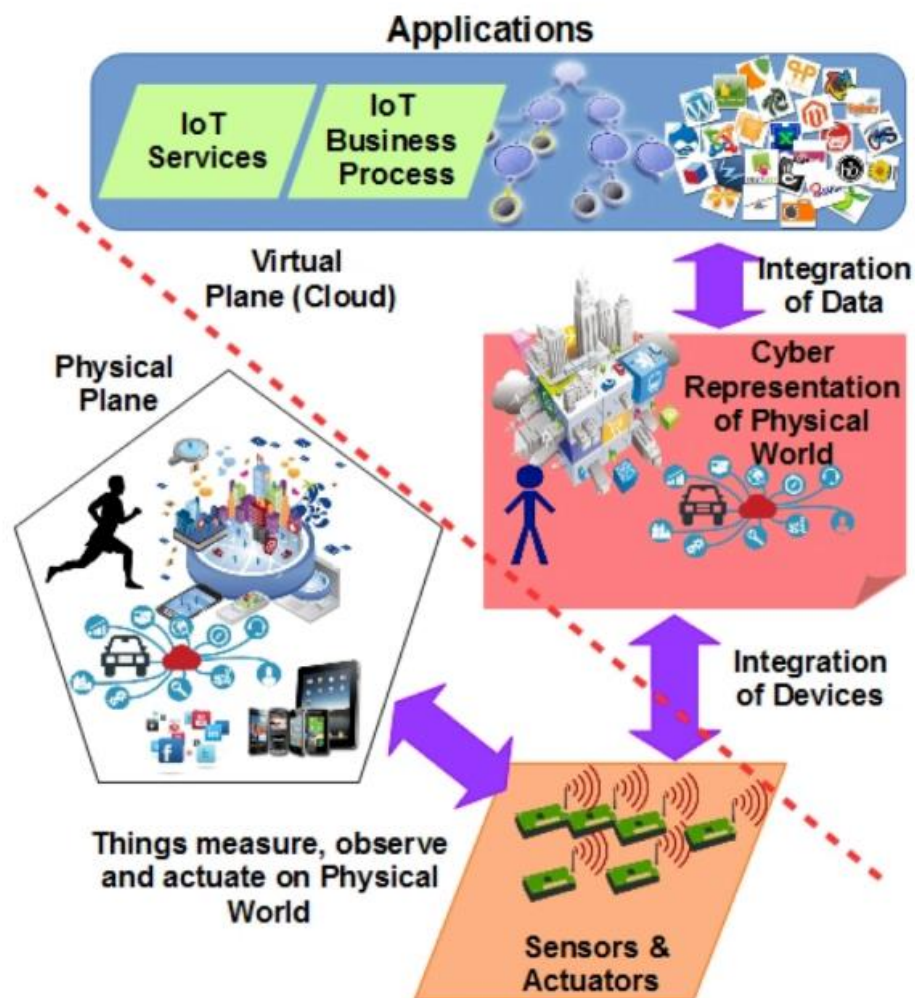 Applications
IoT
Services
IoT
Business
Process
Virtual
Plane (Cloud)
Integration
of Data
Physical
Plane
Cyber
Representation
of Physical
World
Integration
of Devices
Things measure, observe
and actuate on Physical
World
Sensors &
Actuators